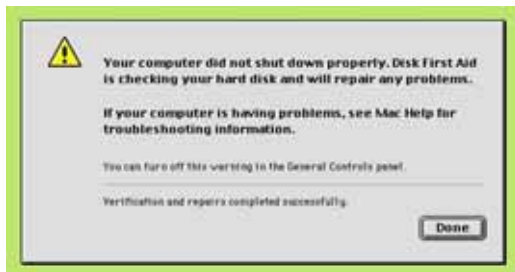 Your computer did not shut down properly. Disk First Aid
is checking your hard disk and will repair any problems.
If your computer is having problems, see Mac Help for
troubleshooting information.
You can turn off this warning in the General Controls panel.
Verification and repairs completed successfully.
Done